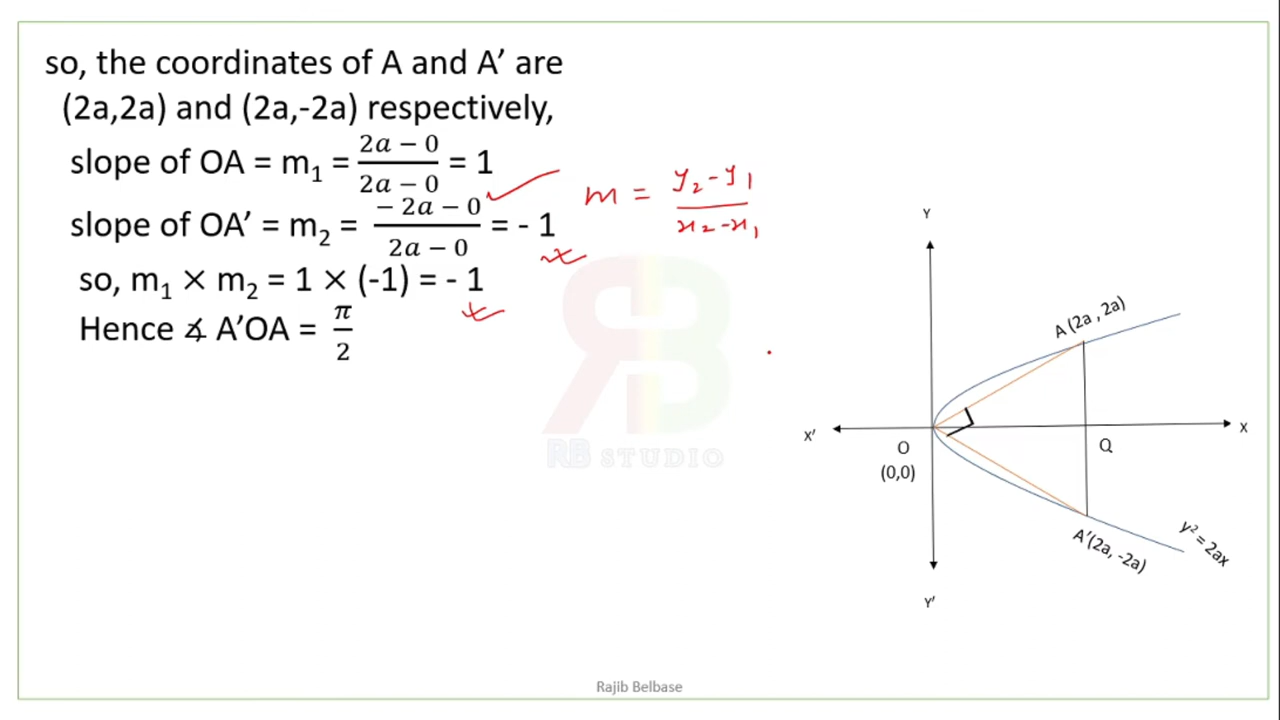 so, the coordinates of A and A’ are
(2a,2a) and (2a,-2a) respectively,
slope of OA = m₁ = (2a − 0)/(2a − 0) = 1
slope of OA’ = m₂ = (− 2a − 0)/(2a − 0) = - 1
m = (y₂ - y₁)/(x₂ - x₁)
so, m₁ × m₂ = 1 × (-1) = - 1
Hence ∡ A’OA = π/2
RB STUDIO
Y
A (2a , 2a)
X’
X
O
Q
(0,0)
A’(2a, -2a)
y² = 2ax
Y’
Rajib Belbase